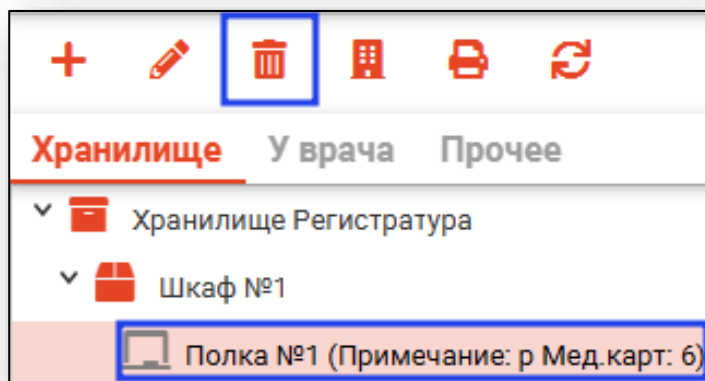 Хранилище У врача Прочее
Хранилище Регистратура
Шкаф №1
Полка №1 (Примечание: р Мед.карт: 6)